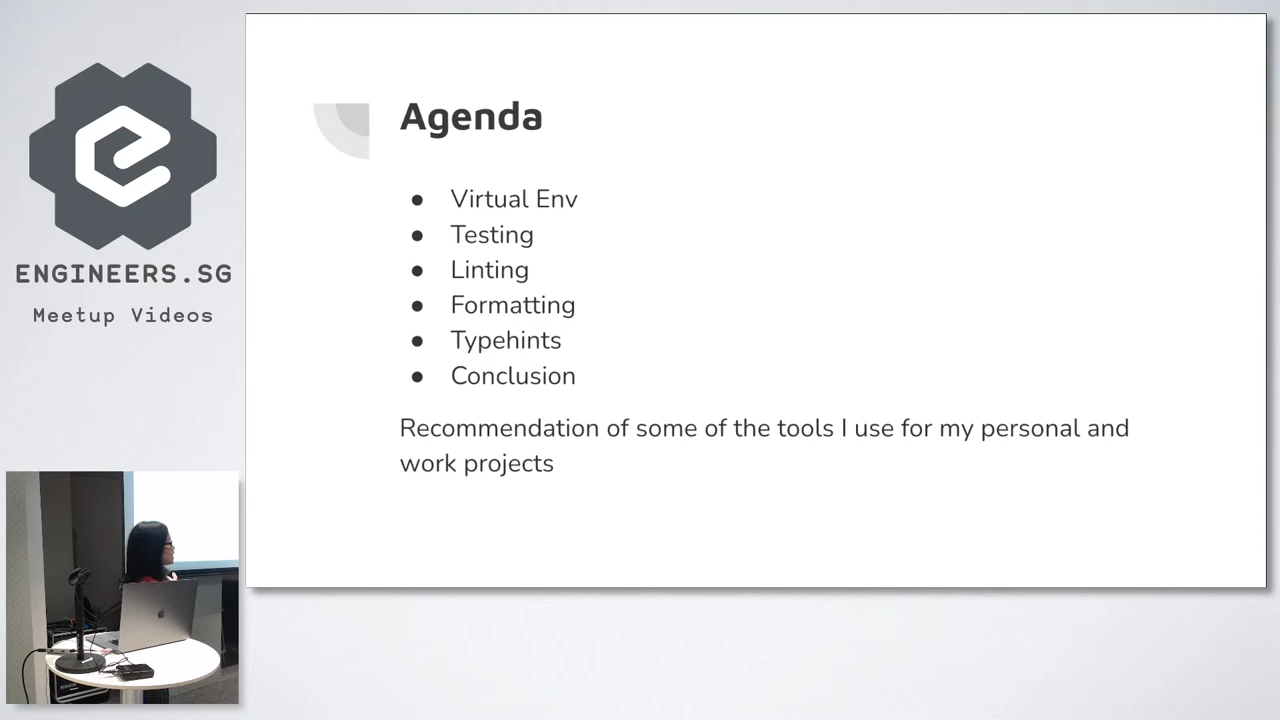 ENGINEERS.SG
Meetup Videos
Agenda
● Virtual Env
● Testing
● Linting
● Formatting
● Typehints
● Conclusion
Recommendation of some of the tools I use for my personal and
work projects